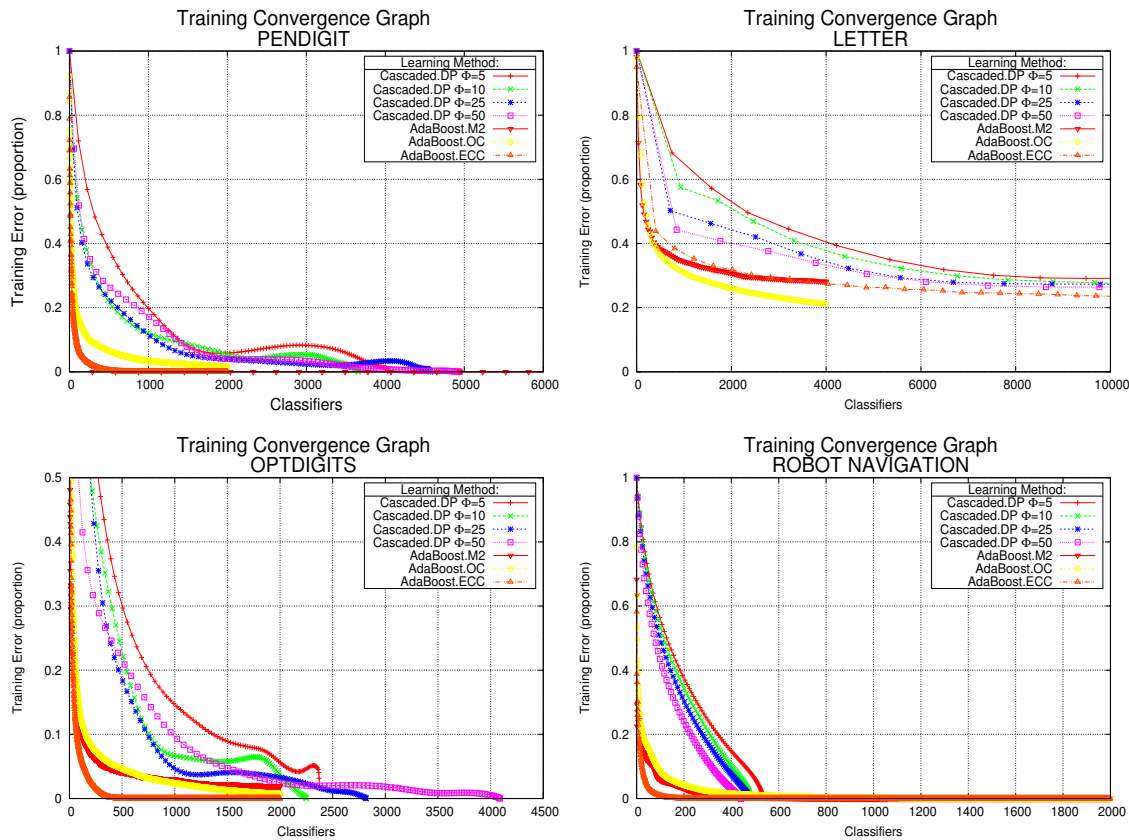 Training Convergence Graph
PENDIGIT
Training Error (proportion)
1
0.8
0.6
0.4
0.2
0
0 1000 2000 3000 4000 5000 6000
Classifiers
Learning Method:
Cascaded.DP Φ=5
Cascaded.DP Φ=10
Cascaded.DP Φ=25
Cascaded.DP Φ=50
AdaBoost.M2
AdaBoost.OC
AdaBoost.ECC
Training Convergence Graph
LETTER
Training Error (proportion)
1
0.8
0.6
0.4
0.2
0
0 2000 4000 6000 8000 10000
Classifiers
Learning Method:
Cascaded.DP Φ=5
Cascaded.DP Φ=10
Cascaded.DP Φ=25
Cascaded.DP Φ=50
AdaBoost.M2
AdaBoost.OC
AdaBoost.ECC
Training Convergence Graph
OPTDIGITS
Training Error (proportion)
0.5
0.4
0.3
0.2
0.1
0
0 500 1000 1500 2000 2500 3000 3500 4000 4500
Classifiers
Learning Method:
Cascaded.DP Φ=5
Cascaded.DP Φ=10
Cascaded.DP Φ=25
Cascaded.DP Φ=50
AdaBoost.M2
AdaBoost.OC
AdaBoost.ECC
Training Convergence Graph
ROBOT NAVIGATION
Training Error (proportion)
1
0.8
0.6
0.4
0.2
0
0 200 400 600 800 1000 1200 1400 1600 1800 2000
Classifiers
Learning Method:
Cascaded.DP Φ=5
Cascaded.DP Φ=10
Cascaded.DP Φ=25
Cascaded.DP Φ=50
AdaBoost.M2
AdaBoost.OC
AdaBoost.ECC